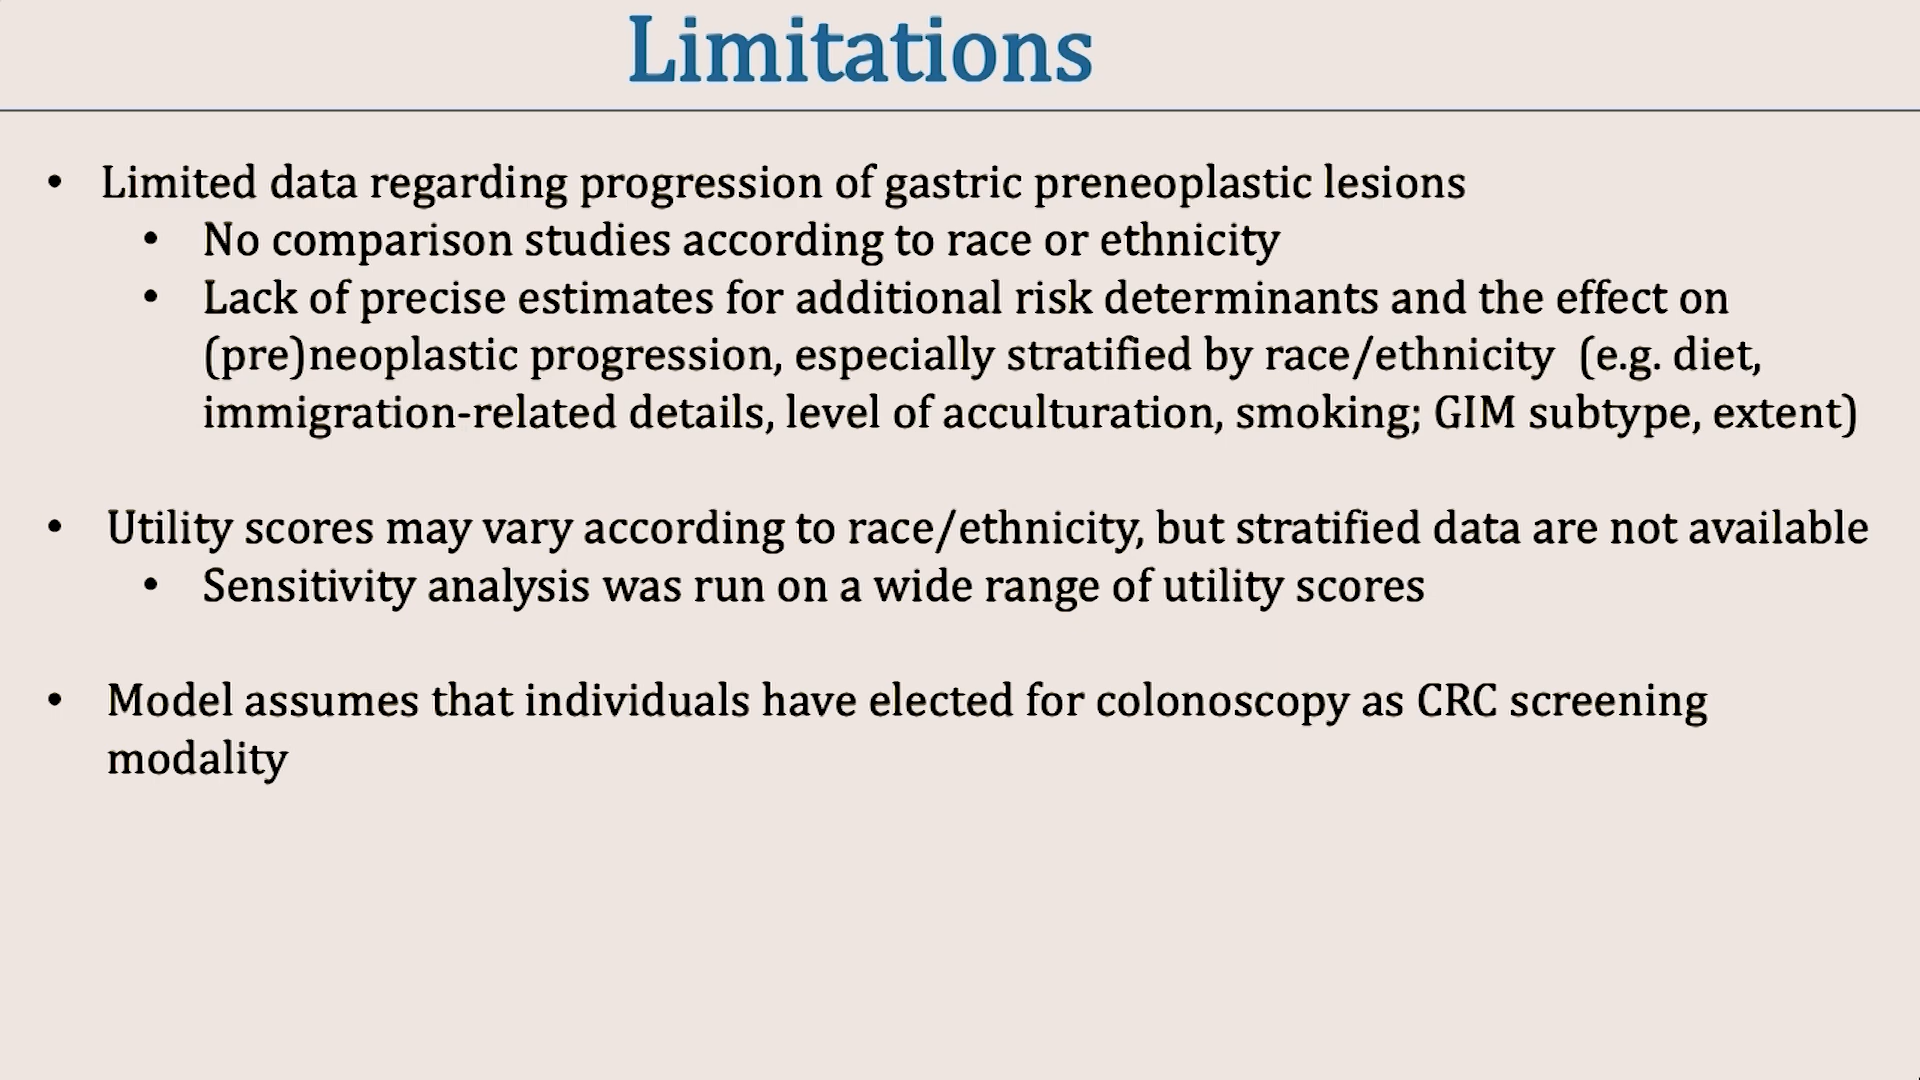 Limitations
• Limited data regarding progression of gastric preneoplastic lesions
• No comparison studies according to race or ethnicity
• Lack of precise estimates for additional risk determinants and the effect on
(pre)neoplastic progression, especially stratified by race/ethnicity (e.g. diet,
immigration-related details, level of acculturation, smoking; GIM subtype, extent)
• Utility scores may vary according to race/ethnicity, but stratified data are not available
• Sensitivity analysis was run on a wide range of utility scores
• Model assumes that individuals have elected for colonoscopy as CRC screening
modality